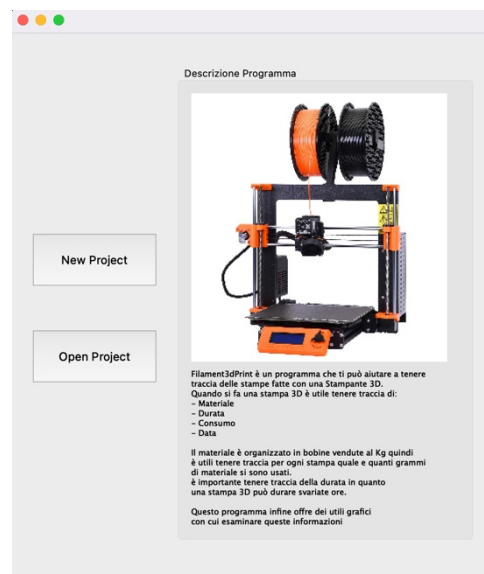 Descrizione Programma
New Project
Open Project
Filament3dPrint è un programma che ti può aiutare a tenere
traccia delle stampe fatte con una Stampante 3D.
Quando si fa una stampa 3D è utile tenere traccia di:
- Materiale
- Durata
- Consumo
- Data
Il materiale è organizzato in bobine vendute al Kg quindi
è utili tenere traccia per ogni stampa quale e quanti grammi
di materiale si sono usati.
è importante tenere traccia della durata in quanto
una stampa 3D può durare svariate ore.
Questo programma infine offre dei utili grafici
con cui esaminare queste informazioni